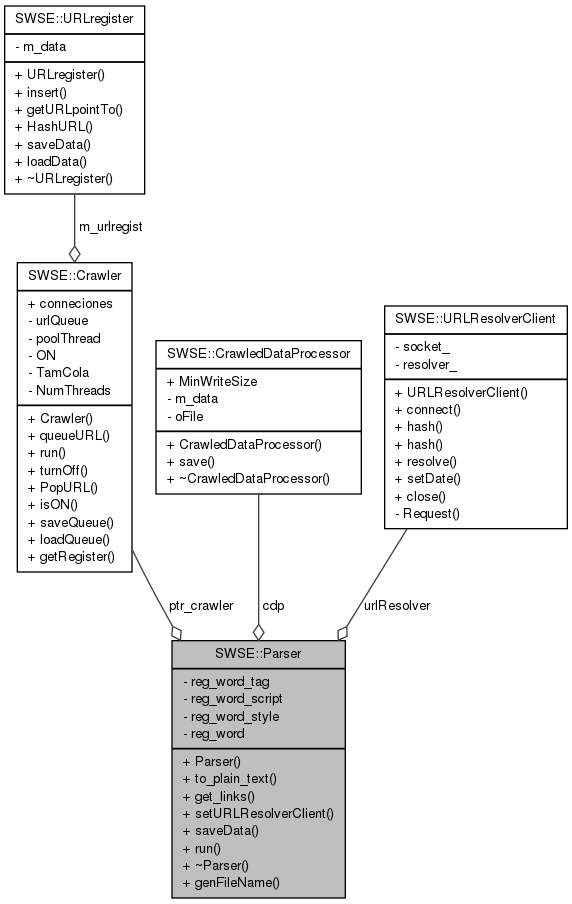 SWSE::URLregister
- m_data
+ URLregister()
+ insert()
+ getURLpointTo()
+ HashURL()
+ saveData()
+ loadData()
+ ~URLregister()
m_urlregist
SWSE::Crawler
+ conneciones
- urlQueue
- poolThread
- ON
- TamCola
- NumThreads
+ Crawler()
+ queueURL()
+ run()
+ turnOff()
+ PopURL()
+ isON()
+ saveQueue()
+ loadQueue()
+ getRegister()
SWSE::CrawledDataProcessor
+ MinWriteSize
- m_data
- oFile
+ CrawledDataProcessor()
+ save()
+ ~CrawledDataProcessor()
SWSE::URLResolverClient
- socket_
- resolver_
+ URLResolverClient()
+ connect()
+ hash()
+ hash()
+ resolve()
+ setDate()
+ close()
- Request()
ptr_crawler
cdp
urlResolver
SWSE::Parser
- reg_word_tag
- reg_word_script
- reg_word_style
- reg_word
+ Parser()
+ to_plain_text()
+ get_links()
+ setURLResolverClient()
+ saveData()
+ run()
+ ~Parser()
+ genFileName()